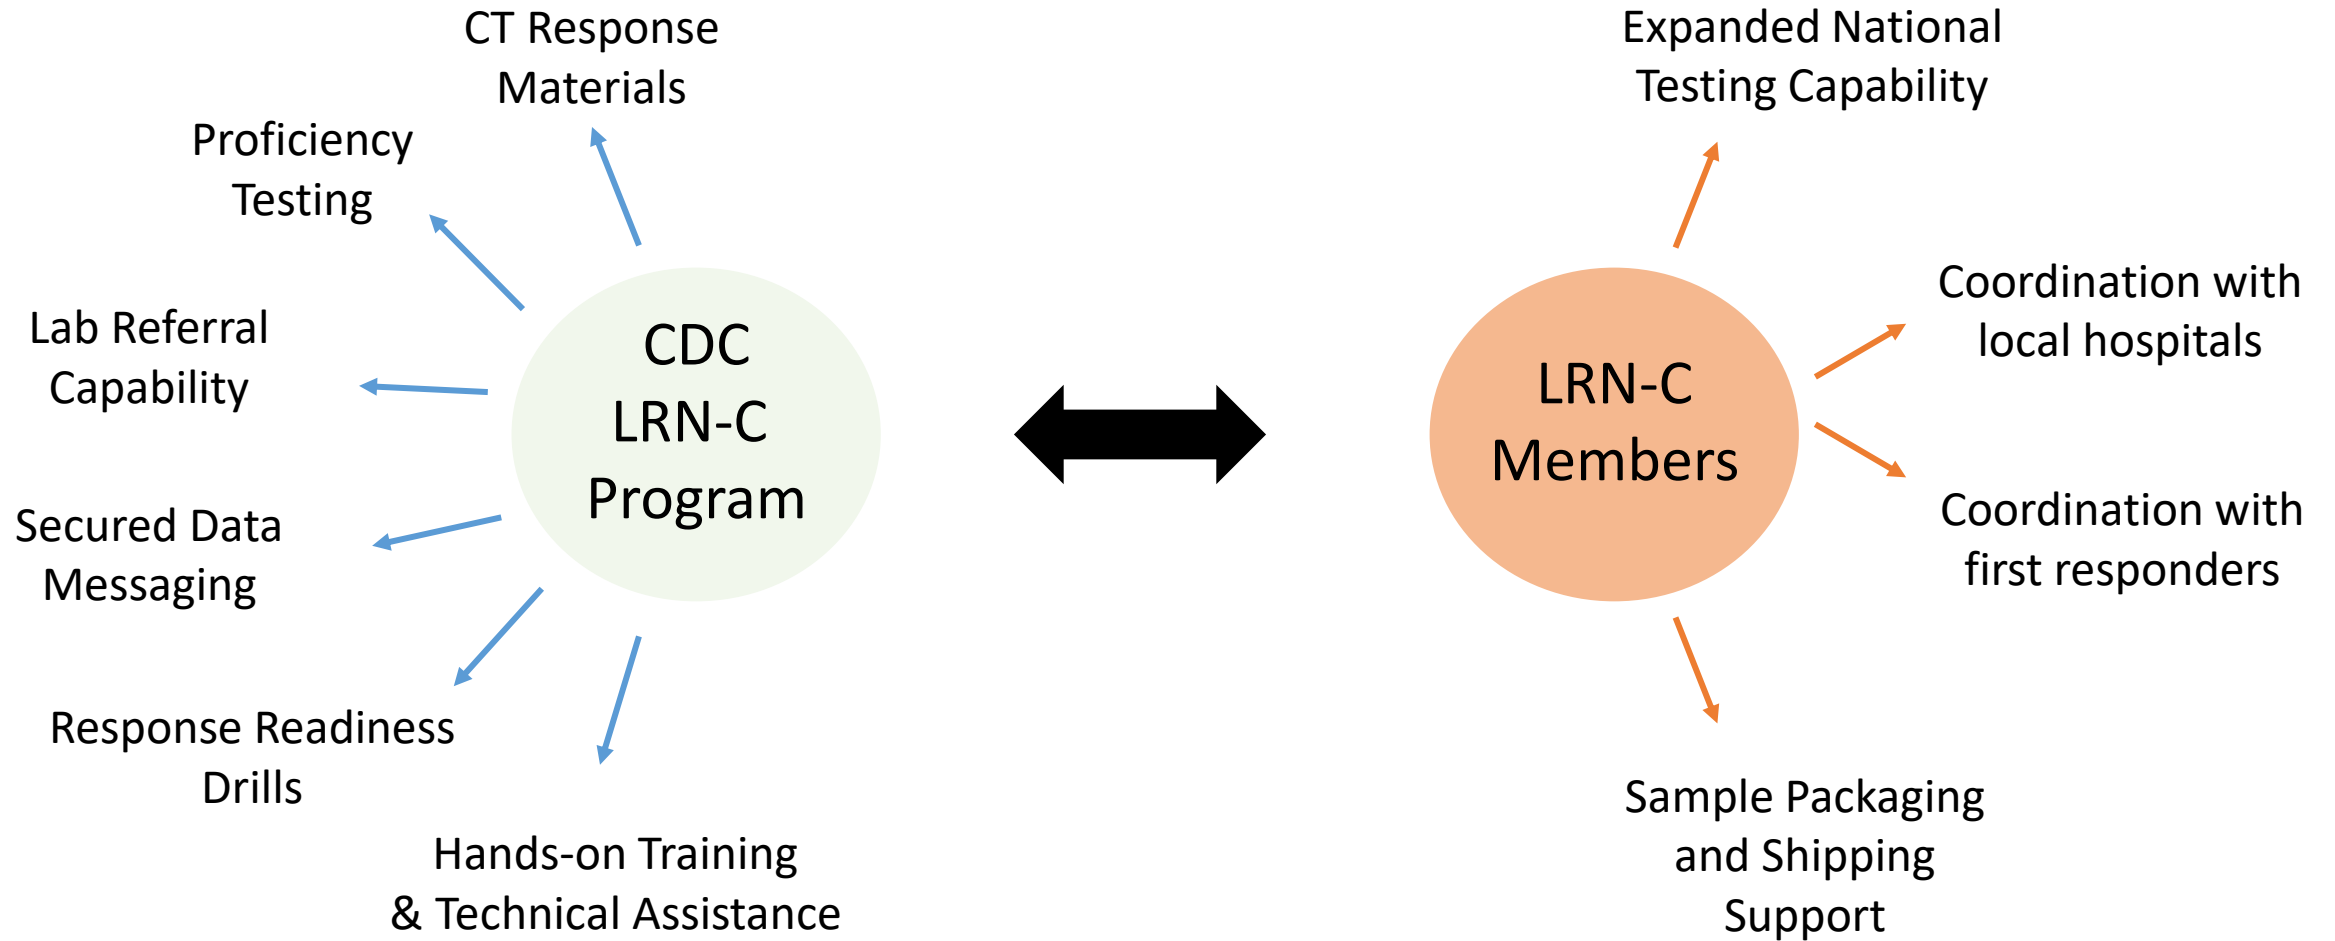 CT Response
Materials
Proficiency
Testing
Lab Referral
Capability
Secured Data
Messaging
Response Readiness
Drills
Hands-on Training
& Technical Assistance
CDC
LRN-C
Program
LRN-C
Members
Expanded National
Testing Capability
Coordination with
local hospitals
Coordination with
first responders
Sample Packaging
and Shipping
Support